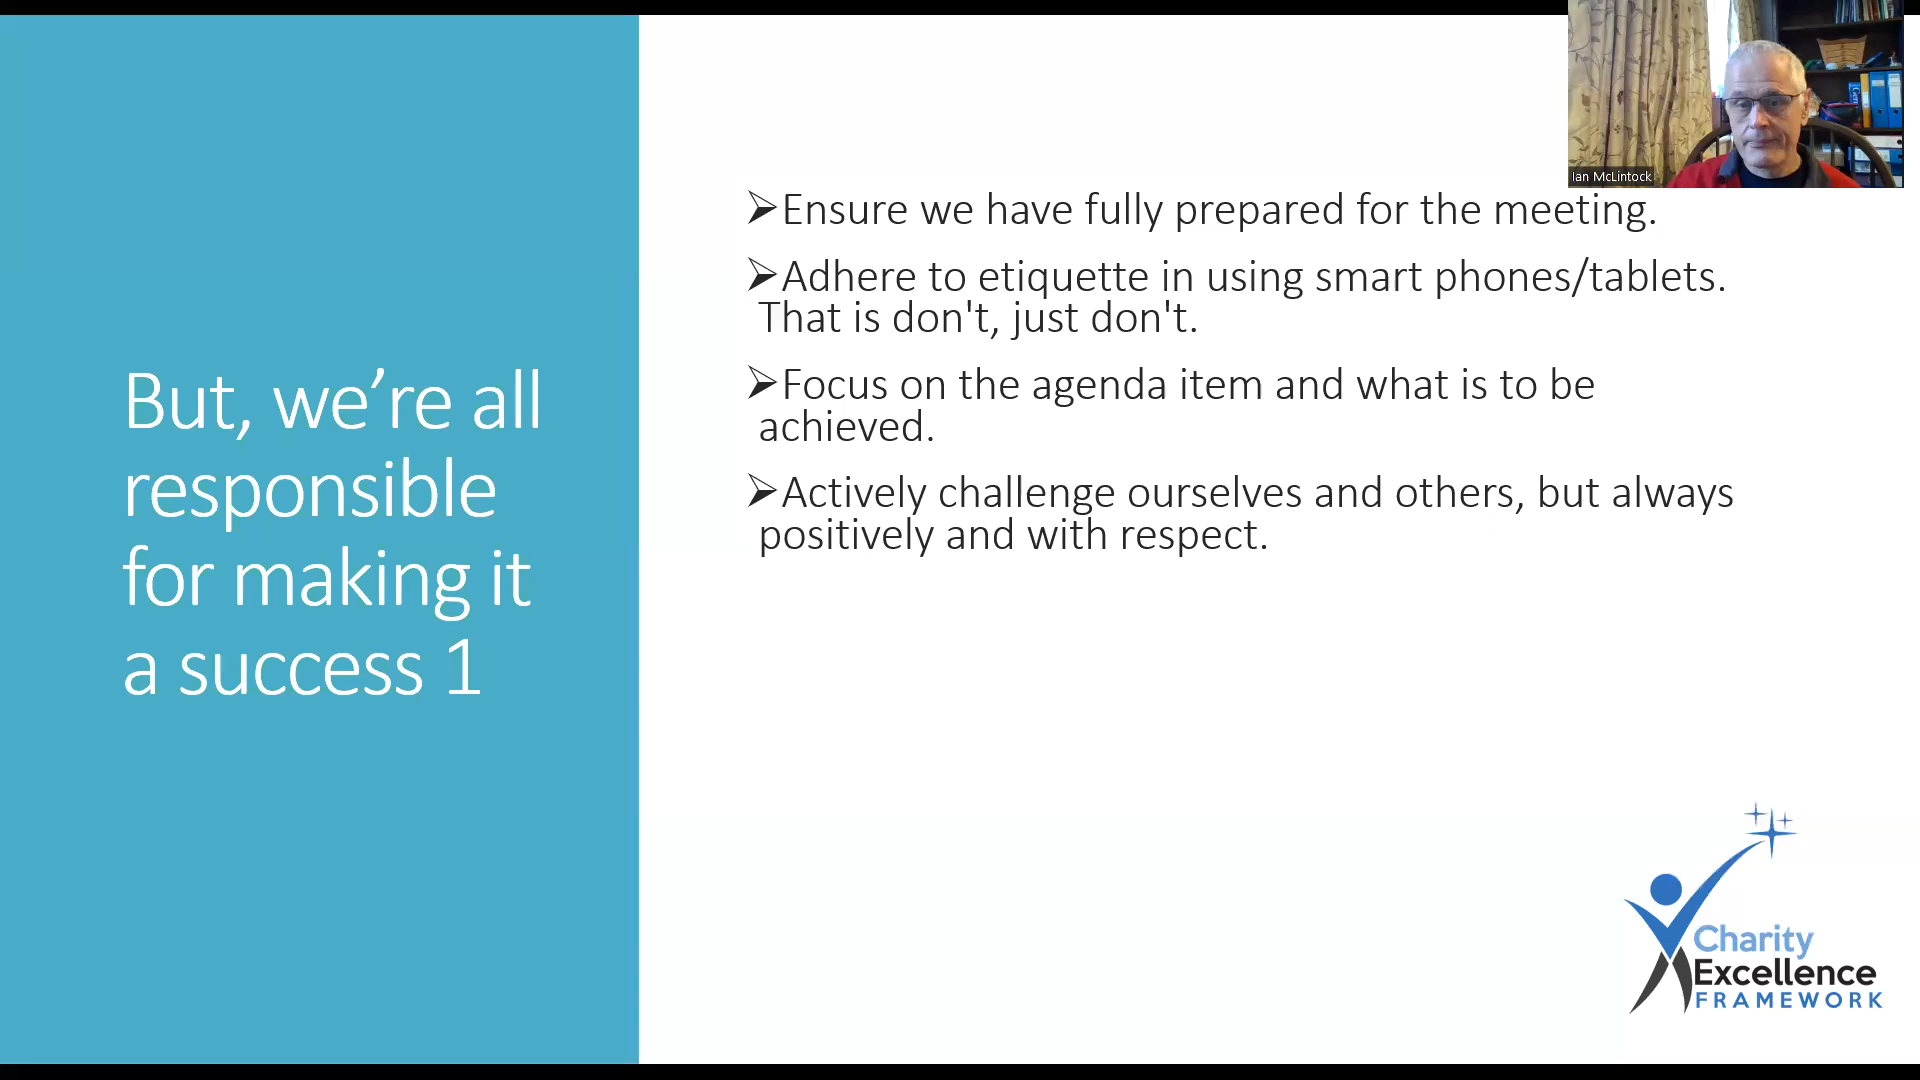 But, we’re all
responsible
for making it
a success 1
Ian McLintock
➢Ensure we have fully prepared for the meeting.
➢Adhere to etiquette in using smart phones/tablets.
That is don't, just don't.
➢Focus on the agenda item and what is to be
achieved.
➢Actively challenge ourselves and others, but always
positively and with respect.
Charity
Excellence
FRAMEWORK